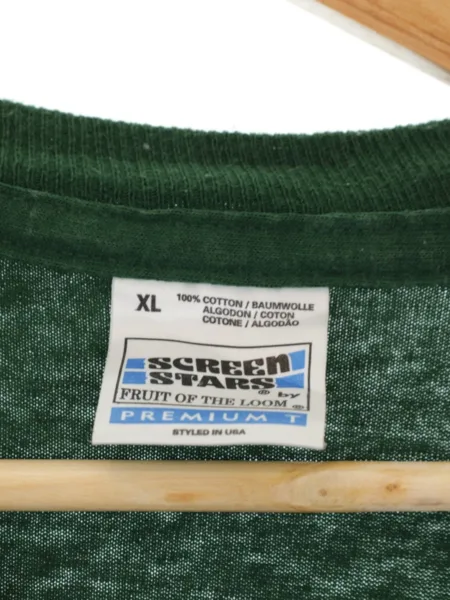 XL
100% COTTON / BAUMWOLLE
ALGODON / COTON
COTONE / ALGODÃO
SCREEN
STARS ® by
FRUIT OF THE LOOM ®
PREMIUM T
STYLED IN USA